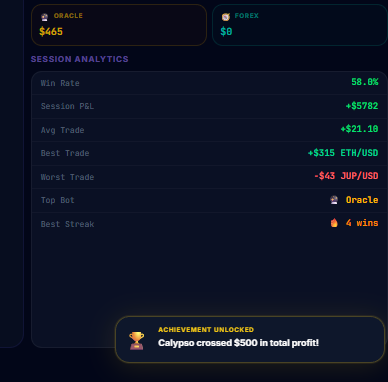 ORACLE
$465
FOREX
$0
SESSION ANALYTICS
Win Rate 58.0%
Session P&L +$5782
Avg Trade +$21.10
Best Trade +$315 ETH/USD
Worst Trade -$43 JUP/USD
Top Bot Oracle
Best Streak 4 wins
ACHIEVEMENT UNLOCKED
Calypso crossed $500 in total profit!